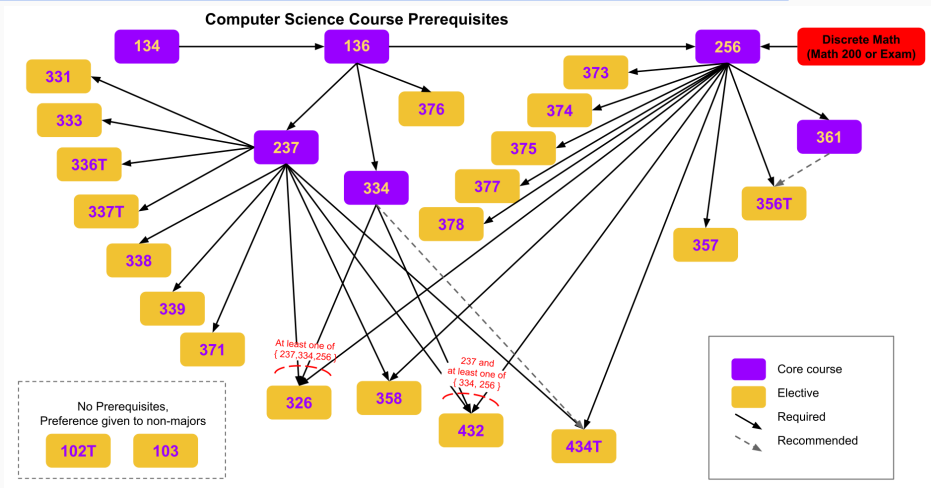 Computer Science Course Prerequisites
134
136
256
Discrete Math
(Math 200 or Exam)
331
333
336T
337T
338
339
371
237
376
334
373
374
375
377
378
361
356T
357
At least one of
{ 237,334,256 }
326
358
237 and
at least one of
{ 334, 256 }
432
434T
No Prerequisites,
Preference given to non-majors
102T
103
Core course
Elective
Required
Recommended